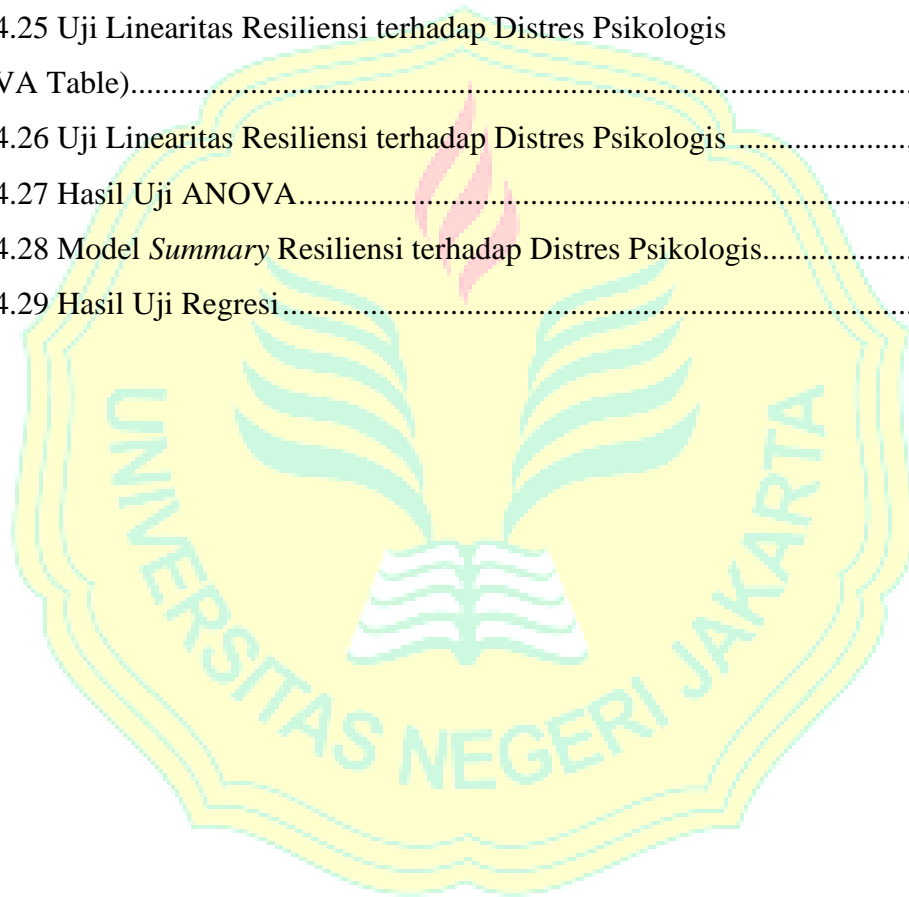 4.25 Uji Linearitas Resiliensi terhadap Distres Psikologis
VA Table)......................................................................................................
4.26 Uji Linearitas Resiliensi terhadap Distres Psikologis ......................
4.27 Hasil Uji ANOVA..................................................................................
4.28 Model Summary Resiliensi terhadap Distres Psikologis...................
4.29 Hasil Uji Regresi.....................................................................................
UNIVERSITAS NEGERI JAKARTA